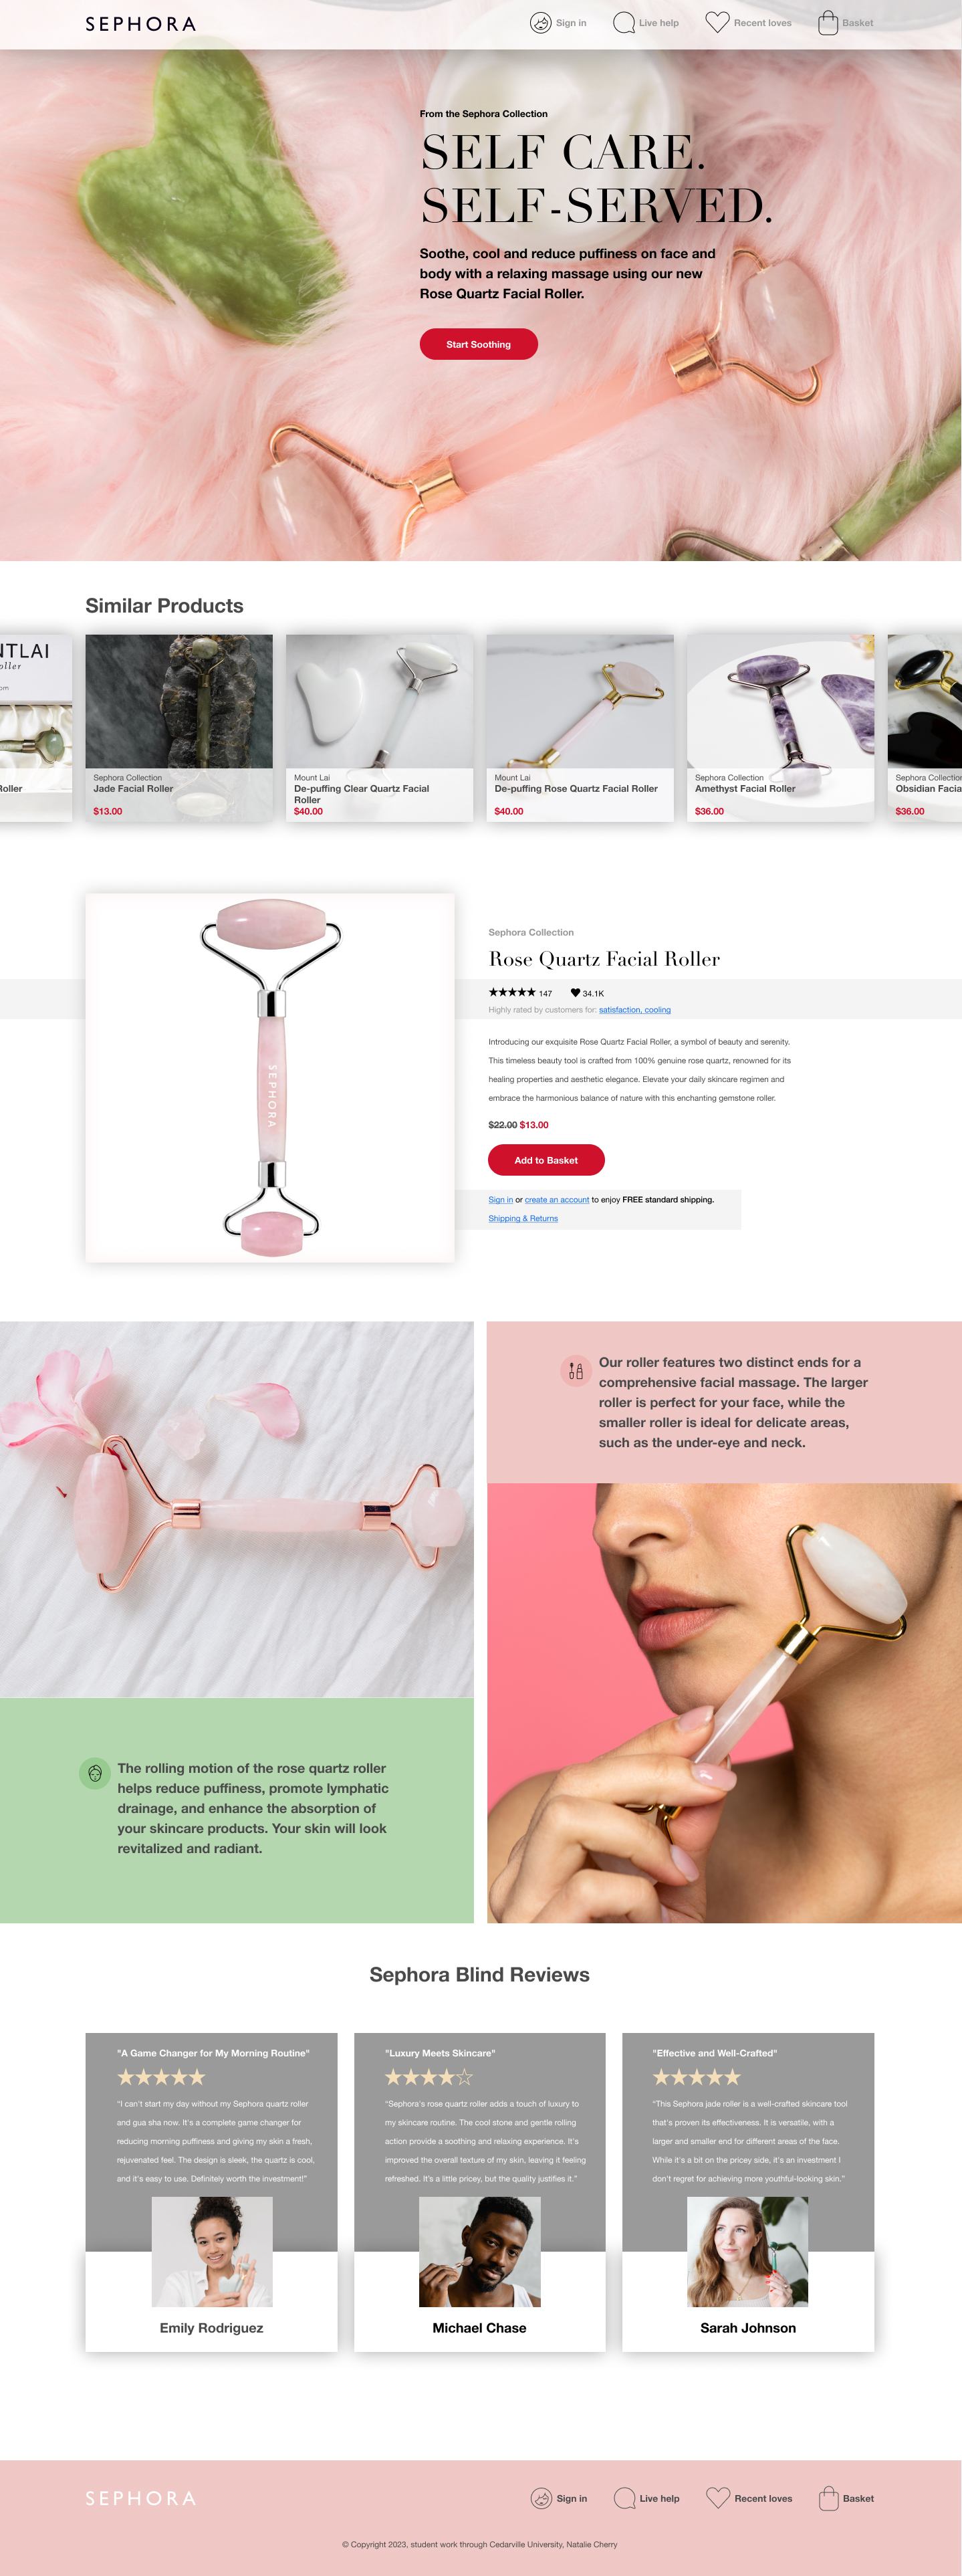 SEPHORA
Sign in
Live help
Recent loves
Basket
From the Sephora Collection
SELF CARE.
SELF-SERVED.
Soothe, cool and reduce puffiness on face and
body with a relaxing massage using our new
Rose Quartz Facial Roller.
Start Soothing
Similar Products
NTLAI
oller
om
Roller
Sephora Collection
Jade Facial Roller
$13.00
Mount Lai
De-puffing Clear Quartz Facial
Roller
$40.00
Mount Lai
De-puffing Rose Quartz Facial Roller
$40.00
Sephora Collection
Amethyst Facial Roller
$36.00
Sephora Collection
Obsidian Facia
$36.00
SEPHORA
Sephora Collection
Rose Quartz Facial Roller
★★★★★ 147 ♥ 34.1K
Highly rated by customers for: satisfaction, cooling
Introducing our exquisite Rose Quartz Facial Roller, a symbol of beauty and serenity.
This timeless beauty tool is crafted from 100% genuine rose quartz, renowned for its
healing properties and aesthetic elegance. Elevate your daily skincare regimen and
embrace the harmonious balance of nature with this enchanting gemstone roller.
$22.00 $13.00
Add to Basket
Sign in or create an account to enjoy FREE standard shipping.
Shipping & Returns
Our roller features two distinct ends for a
comprehensive facial massage. The larger
roller is perfect for your face, while the
smaller roller is ideal for delicate areas,
such as the under-eye and neck.
The rolling motion of the rose quartz roller
helps reduce puffiness, promote lymphatic
drainage, and enhance the absorption of
your skincare products. Your skin will look
revitalized and radiant.
Sephora Blind Reviews
"A Game Changer for My Morning Routine"
★★★★★
"I can't start my day without my Sephora quartz roller
and gua sha now. It's a complete game changer for
reducing morning puffiness and giving my skin a fresh,
rejuvenated feel. The design is sleek, the quartz is cool,
and it's easy to use. Definitely worth the investment!"
Emily Rodriguez
"Luxury Meets Skincare"
★★★★☆
"Sephora's rose quartz roller adds a touch of luxury to
my skincare routine. The cool stone and gentle rolling
action provide a soothing and relaxing experience. It's
improved the overall texture of my skin, leaving it feeling
refreshed. It's a little pricey, but the quality justifies it."
Michael Chase
"Effective and Well-Crafted"
★★★★★
"This Sephora jade roller is a well-crafted skincare tool
that's proven its effectiveness. It is versatile, with a
larger and smaller end for different areas of the face.
While it's a bit on the pricey side, it's an investment I
don't regret for achieving more youthful-looking skin."
Sarah Johnson
SEPHORA
Sign in
Live help
Recent loves
Basket
© Copyright 2023, student work through Cedarville University, Natalie Cherry